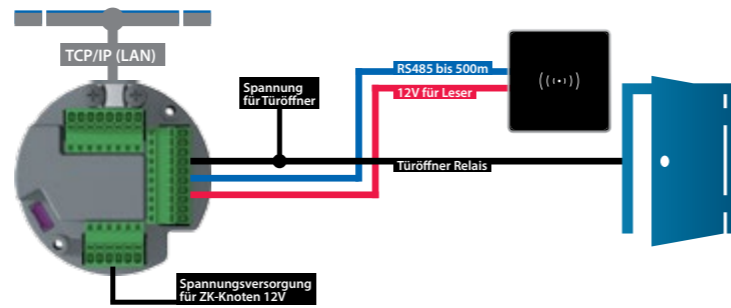 TCP/IP (LAN)
RS485 bis 500m
Spannung
für Türöffner
12V für Leser
Türöffner Relais
Spannungsversorgung
für ZK-Knoten 12V